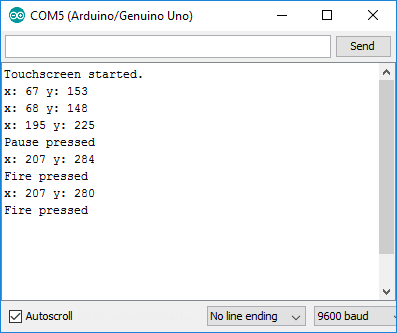 COM5 (Arduino/Genuino Uno)
Send
Touchscreen started.
x: 67 y: 153
x: 68 y: 148
x: 195 y: 225
Pause pressed
x: 207 y: 284
Fire pressed
x: 207 y: 280
Fire pressed
Autoscroll
No line ending
9600 baud